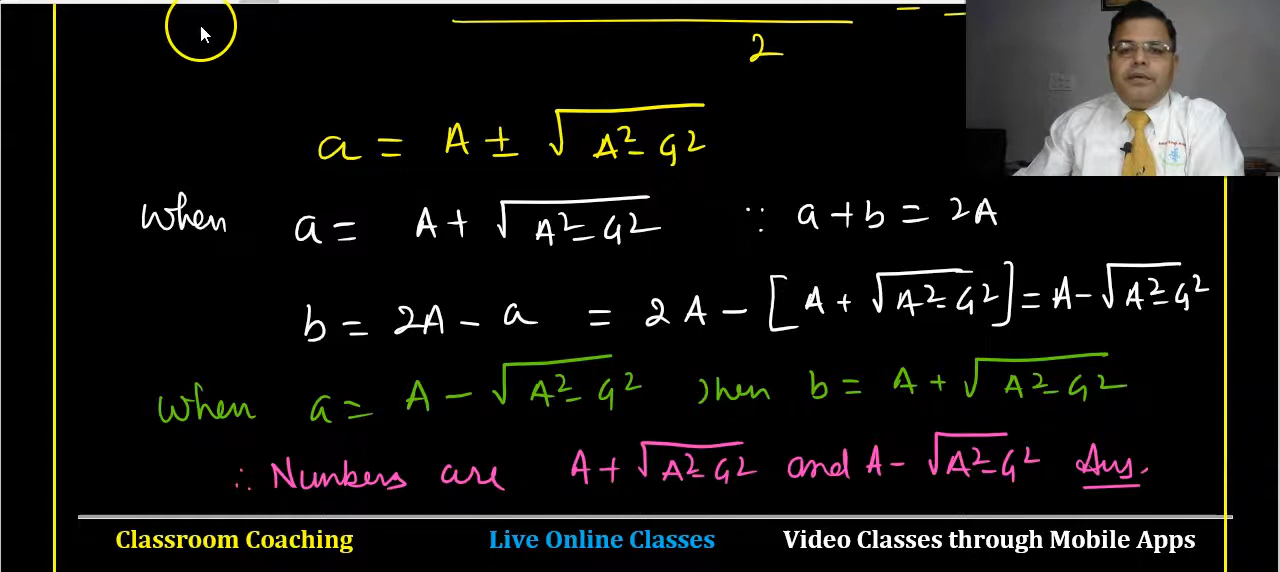 2
a = A ± √A²-G²
When a = A + √A²-G² ∵ a + b = 2A
b = 2A - a = 2A - [A + √A²-G²] = A - √A²-G²
When a = A - √A²-G² then b = A + √A²-G²
∴ Numbers are A + √A²-G² and A - √A²-G² Ans.
Classroom Coaching Live Online Classes Video Classes through Mobile Apps